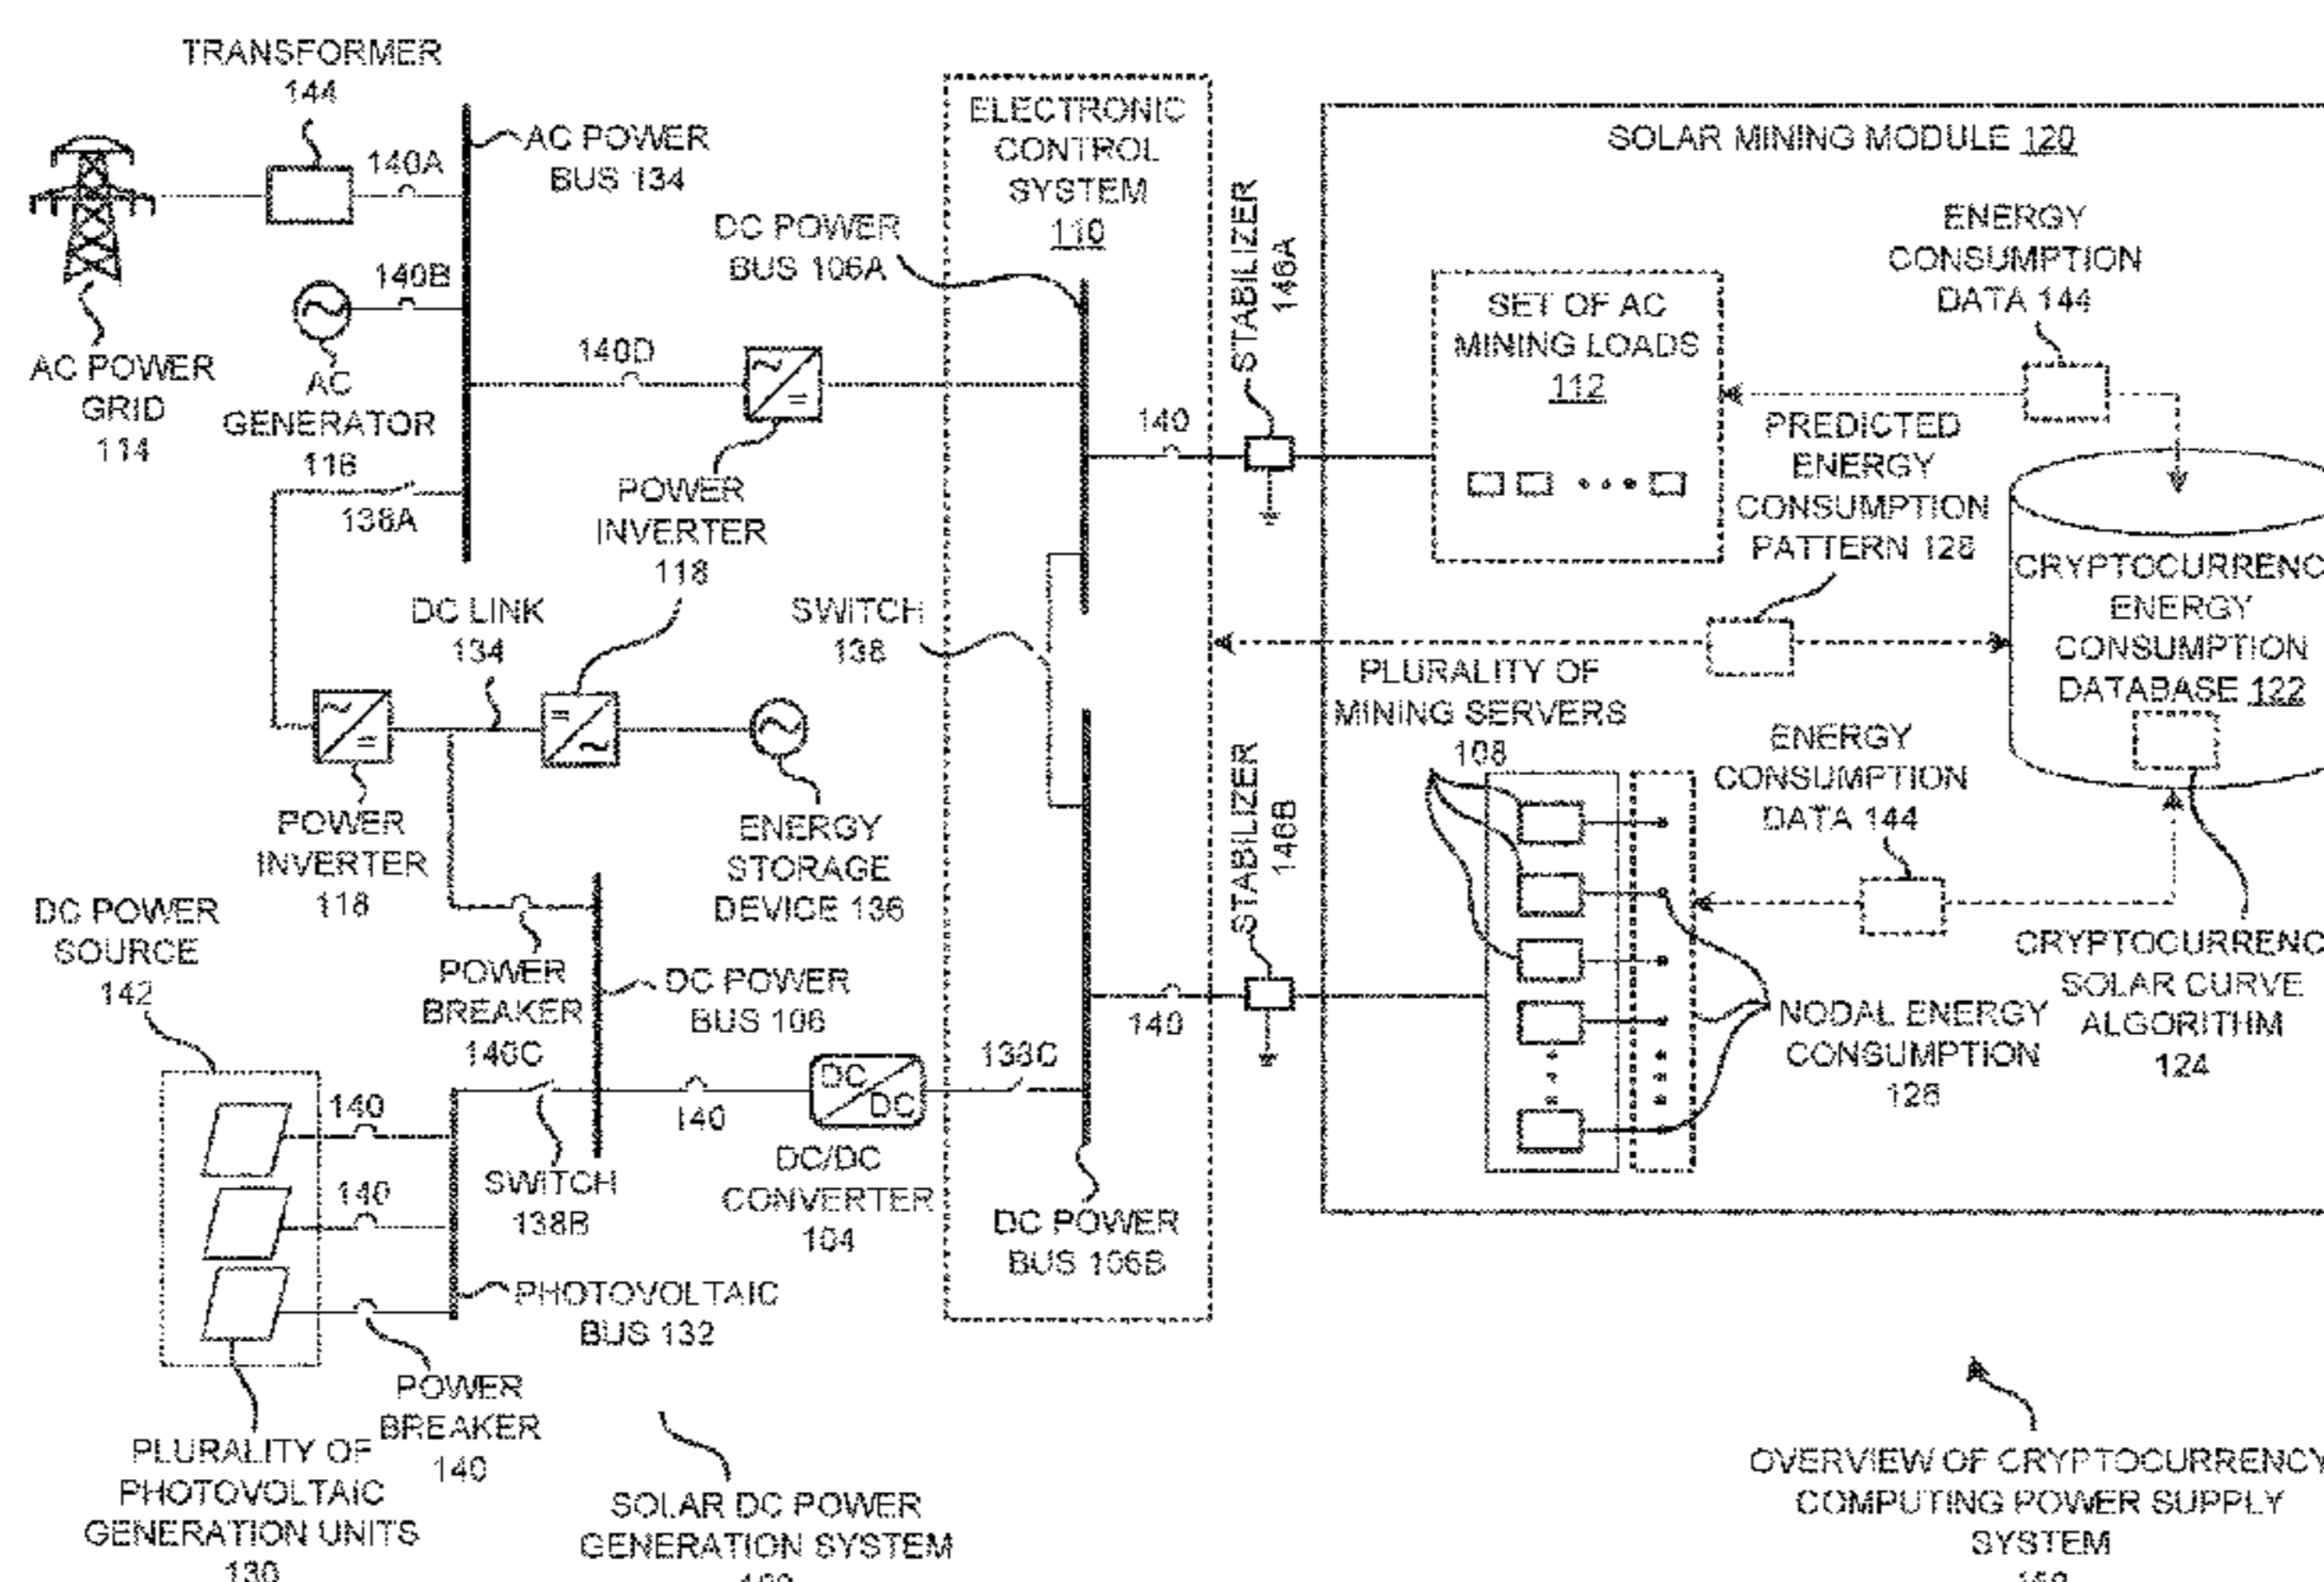 TRANSFORMER
144
140A
AC POWER
BUS 134
AC POWER
GRID
114
140B
AC
GENERATOR
116
138A
140D
POWER
INVERTER
118
DC POWER
BUS 106A
ELECTRONIC
CONTROL
SYSTEM
110
STABILIZER
146A
140
SOLAR MINING MODULE 120
SET OF AC
MINING LOADS
112
ENERGY
CONSUMPTION
DATA 144
PREDICTED
ENERGY
CONSUMPTION
PATTERN 128
CRYPTOCURRENC
ENERGY
CONSUMPTION
DATABASE 122
DC LINK
134
SWITCH
138
PLURALITY OF
MINING SERVERS
108
ENERGY
CONSUMPTION
DATA 144
POWER
INVERTER
118
ENERGY
STORAGE
DEVICE 136
STABILIZER
146B
140
DC POWER
SOURCE
142
POWER
BREAKER
140C
DC POWER
BUS 106
CRYPTOCURRENC
SOLAR CURVE
ALGORITHM
124
NODAL ENERGY
CONSUMPTION
126
140
140
SWITCH
138B
140
DC
DC
DC/DC
CONVERTER
104
138C
DC POWER
BUS 106B
PHOTOVOLTAIC
BUS 132
POWER
BREAKER
140
PLURALITY OF
PHOTOVOLTAIC
GENERATION UNITS
130
SOLAR DC POWER
GENERATION SYSTEM
OVERVIEW OF CRYPTOCURRENCY
COMPUTING POWER SUPPLY
SYSTEM